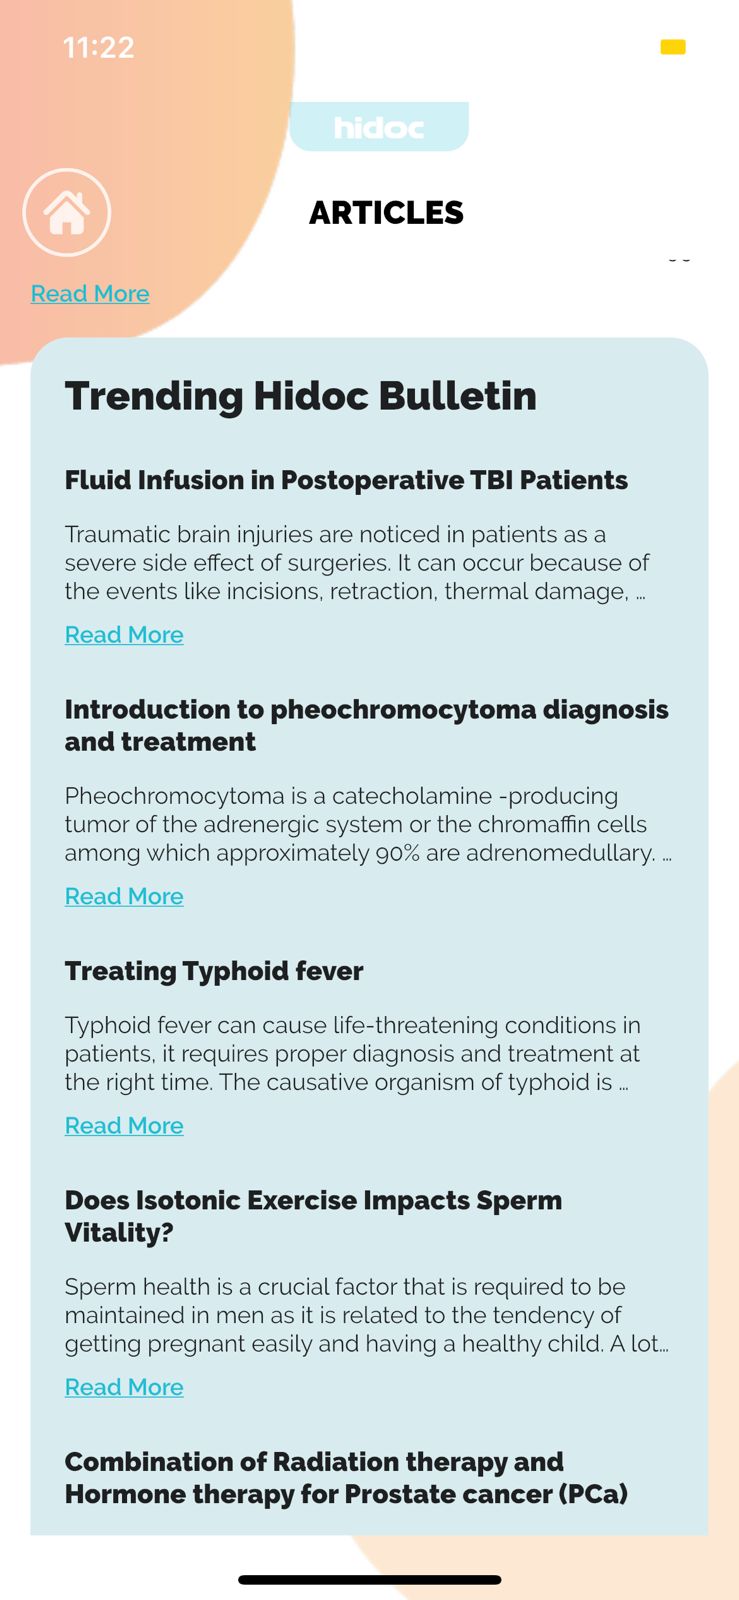 11:22
hidoc
ARTICLES
Read More
Trending Hidoc Bulletin
Fluid Infusion in Postoperative TBI Patients
Traumatic brain injuries are noticed in patients as a
severe side effect of surgeries. It can occur because of
the events like incisions, retraction, thermal damage, ...
Read More
Introduction to pheochromocytoma diagnosis
and treatment
Pheochromocytoma is a catecholamine -producing
tumor of the adrenergic system or the chromaffin cells
among which approximately 90% are adrenomedullary. ...
Read More
Treating Typhoid fever
Typhoid fever can cause life-threatening conditions in
patients, it requires proper diagnosis and treatment at
the right time. The causative organism of typhoid is ...
Read More
Does Isotonic Exercise Impacts Sperm
Vitality?
Sperm health is a crucial factor that is required to be
maintained in men as it is related to the tendency of
getting pregnant easily and having a healthy child. A lot...
Read More
Combination of Radiation therapy and
Hormone therapy for Prostate cancer (PCa)